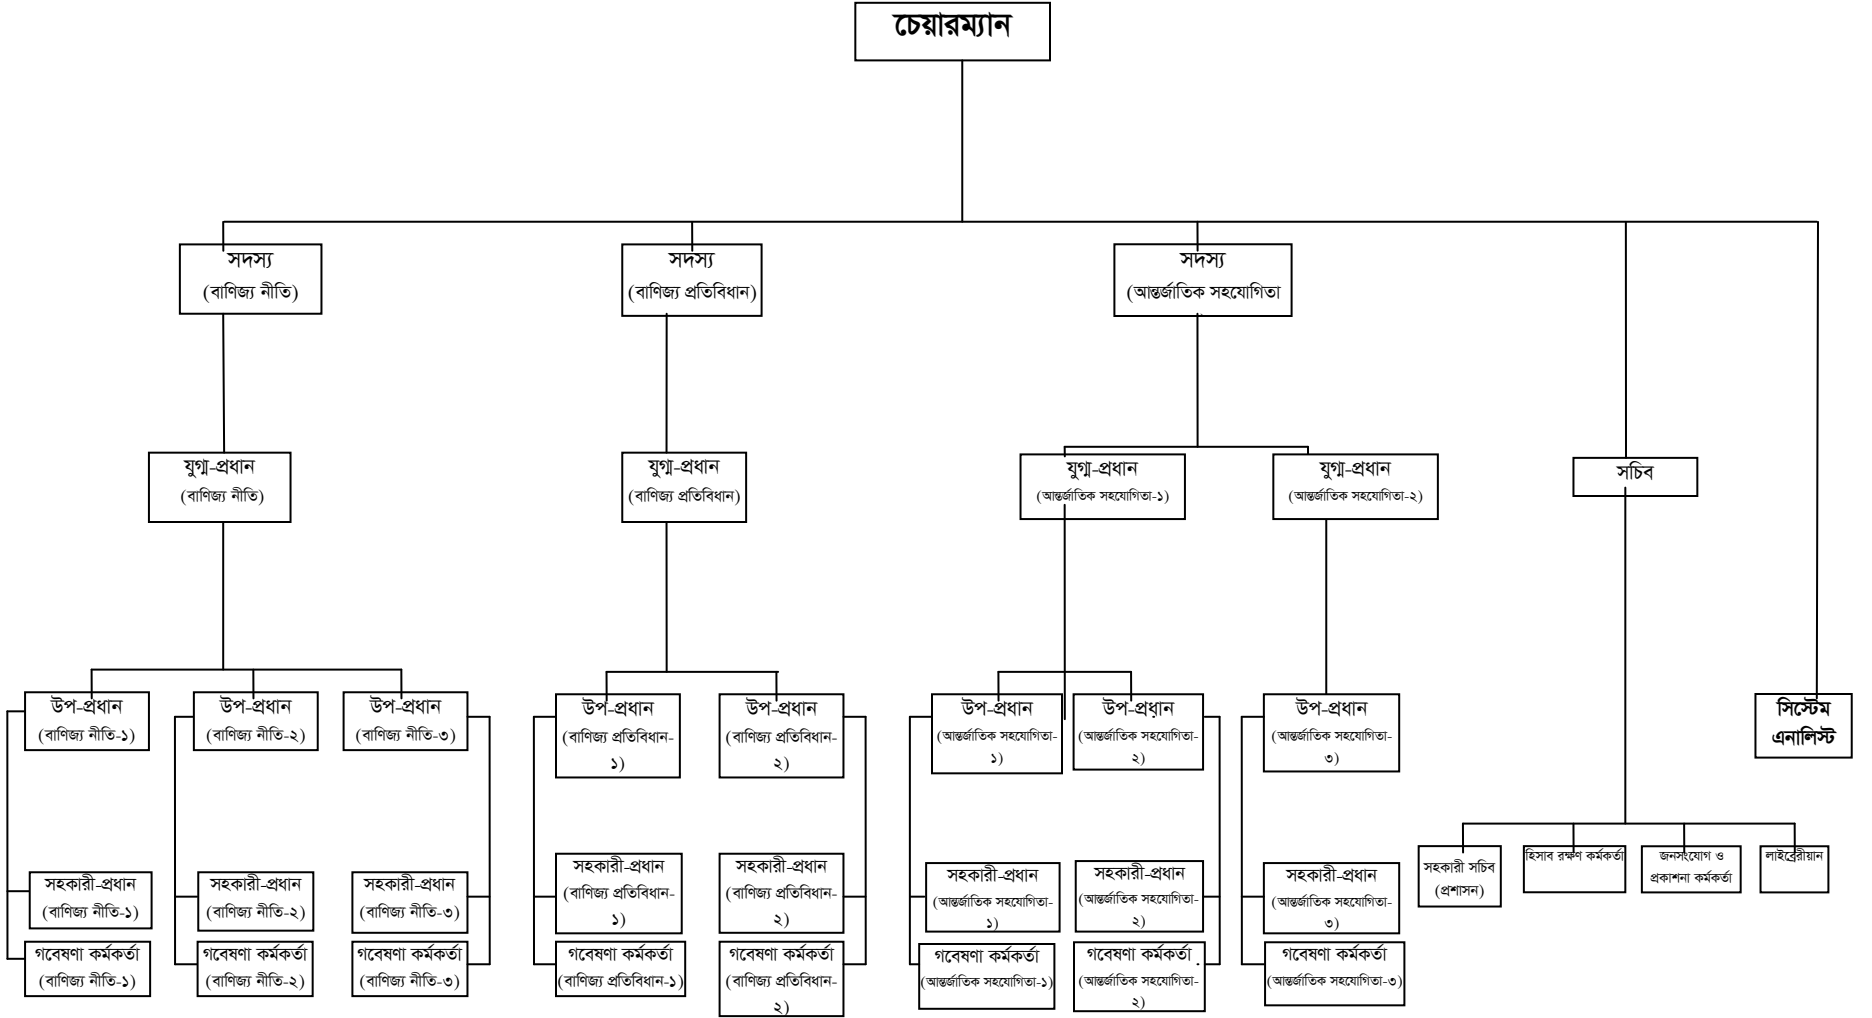 চেয়ারম্যান
সদস্য
(বাণিজ্য নীতি)
সদস্য
(বাণিজ্য প্রতিবিধান)
সদস্য
(আন্তর্জাতিক সহযোগিতা
যুগ্ম-প্রধান
(বাণিজ্য নীতি)
যুগ্ম-প্রধান
(বাণিজ্য প্রতিবিধান)
যুগ্ম-প্রধান
(আন্তর্জাতিক সহযোগিতা-১)
যুগ্ম-প্রধান
(আন্তর্জাতিক সহযোগিতা-২)
সচিব
উপ-প্রধান
(বাণিজ্য নীতি-১)
উপ-প্রধান
(বাণিজ্য নীতি-২)
উপ-প্রধান
(বাণিজ্য নীতি-৩)
উপ-প্রধান
(বাণিজ্য প্রতিবিধান-
১)
উপ-প্রধান
(বাণিজ্য প্রতিবিধান-
২)
উপ-প্রধান
(আন্তর্জাতিক সহযোগিতা-
১)
উপ-প্রধান
(আন্তর্জাতিক সহযোগিতা-
২)
উপ-প্রধান
(আন্তর্জাতিক সহযোগিতা-
৩)
সিস্টেম
এনালিস্ট
সহকারী-প্রধান
(বাণিজ্য নীতি-১)
সহকারী-প্রধান
(বাণিজ্য নীতি-২)
সহকারী-প্রধান
(বাণিজ্য নীতি-৩)
সহকারী-প্রধান
(বাণিজ্য প্রতিবিধান-
১)
সহকারী-প্রধান
(বাণিজ্য প্রতিবিধান-
২)
সহকারী-প্রধান
(আন্তর্জাতিক সহযোগিতা-
১)
সহকারী-প্রধান
(আন্তর্জাতিক সহযোগিতা-
২)
সহকারী-প্রধান
(আন্তর্জাতিক সহযোগিতা-
৩)
সহকারী সচিব
(প্রশাসন)
হিসাব রক্ষণ কর্মকর্তা
জনসংযোগ ও
প্রকাশনা কর্মকর্তা
লাইব্রেরীয়ান
গবেষণা কর্মকর্তা
(বাণিজ্য নীতি-১)
গবেষণা কর্মকর্তা
(বাণিজ্য নীতি-২)
গবেষণা কর্মকর্তা
(বাণিজ্য নীতি-৩)
গবেষণা কর্মকর্তা
(বাণিজ্য প্রতিবিধান-১)
গবেষণা কর্মকর্তা
(বাণিজ্য প্রতিবিধান-
২)
গবেষণা কর্মকর্তা
(আন্তর্জাতিক সহযোগিতা-১)
গবেষণা কর্মকর্তা
(আন্তর্জাতিক সহযোগিতা-
২)
গবেষণা কর্মকর্তা
(আন্তর্জাতিক সহযোগিতা-৩)